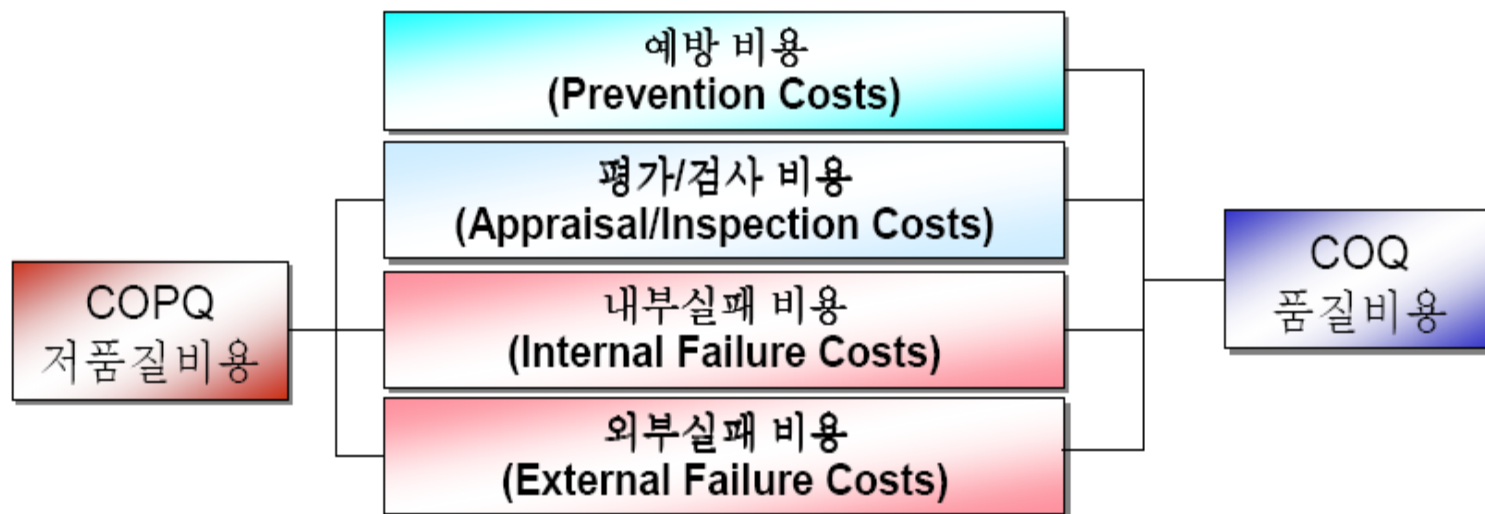 예방 비용
(Prevention Costs)
평가/검사 비용
(Appraisal/Inspection Costs)
COPQ
저품질비용
내부실패 비용
(Internal Failure Costs)
COQ
품질비용
외부실패 비용
(External Failure Costs)